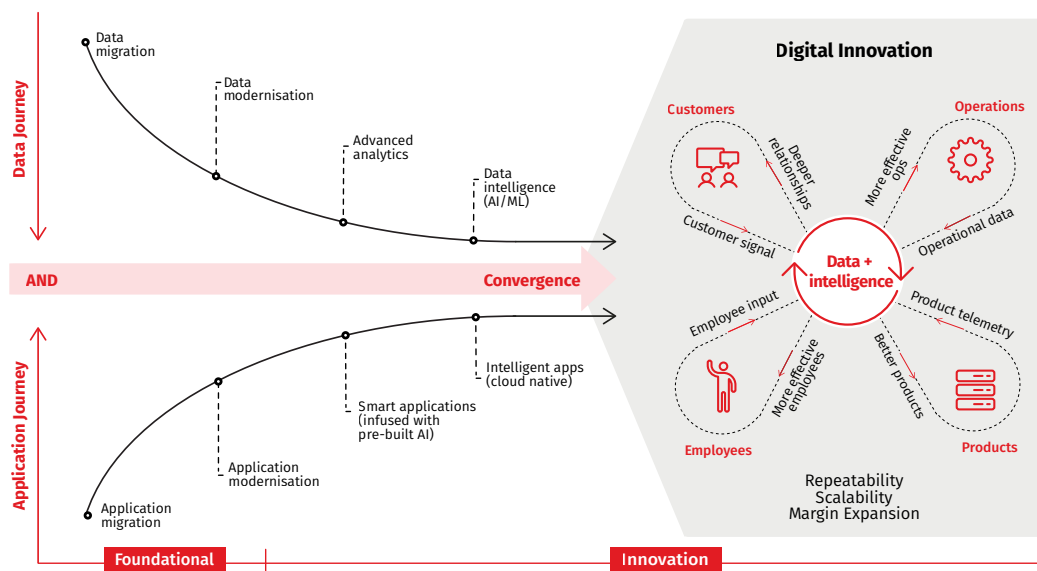 Data Journey
Data
migration
Data
modernisation
Advanced
analytics
Data
intelligence
(AI/ML)
AND
Convergence
Application Journey
Application
migration
Application
modernisation
Smart applications
(infused with
pre-built AI)
Intelligent apps
(cloud native)
Foundational
Innovation
Digital Innovation
Customers
Deeper
relationships
Customer signal
Operations
More effective
ops
Operational data
Data +
intelligence
Employee input
More effective
employees
Employees
Product telemetry
Better products
Products
Repeatability
Scalability
Margin Expansion